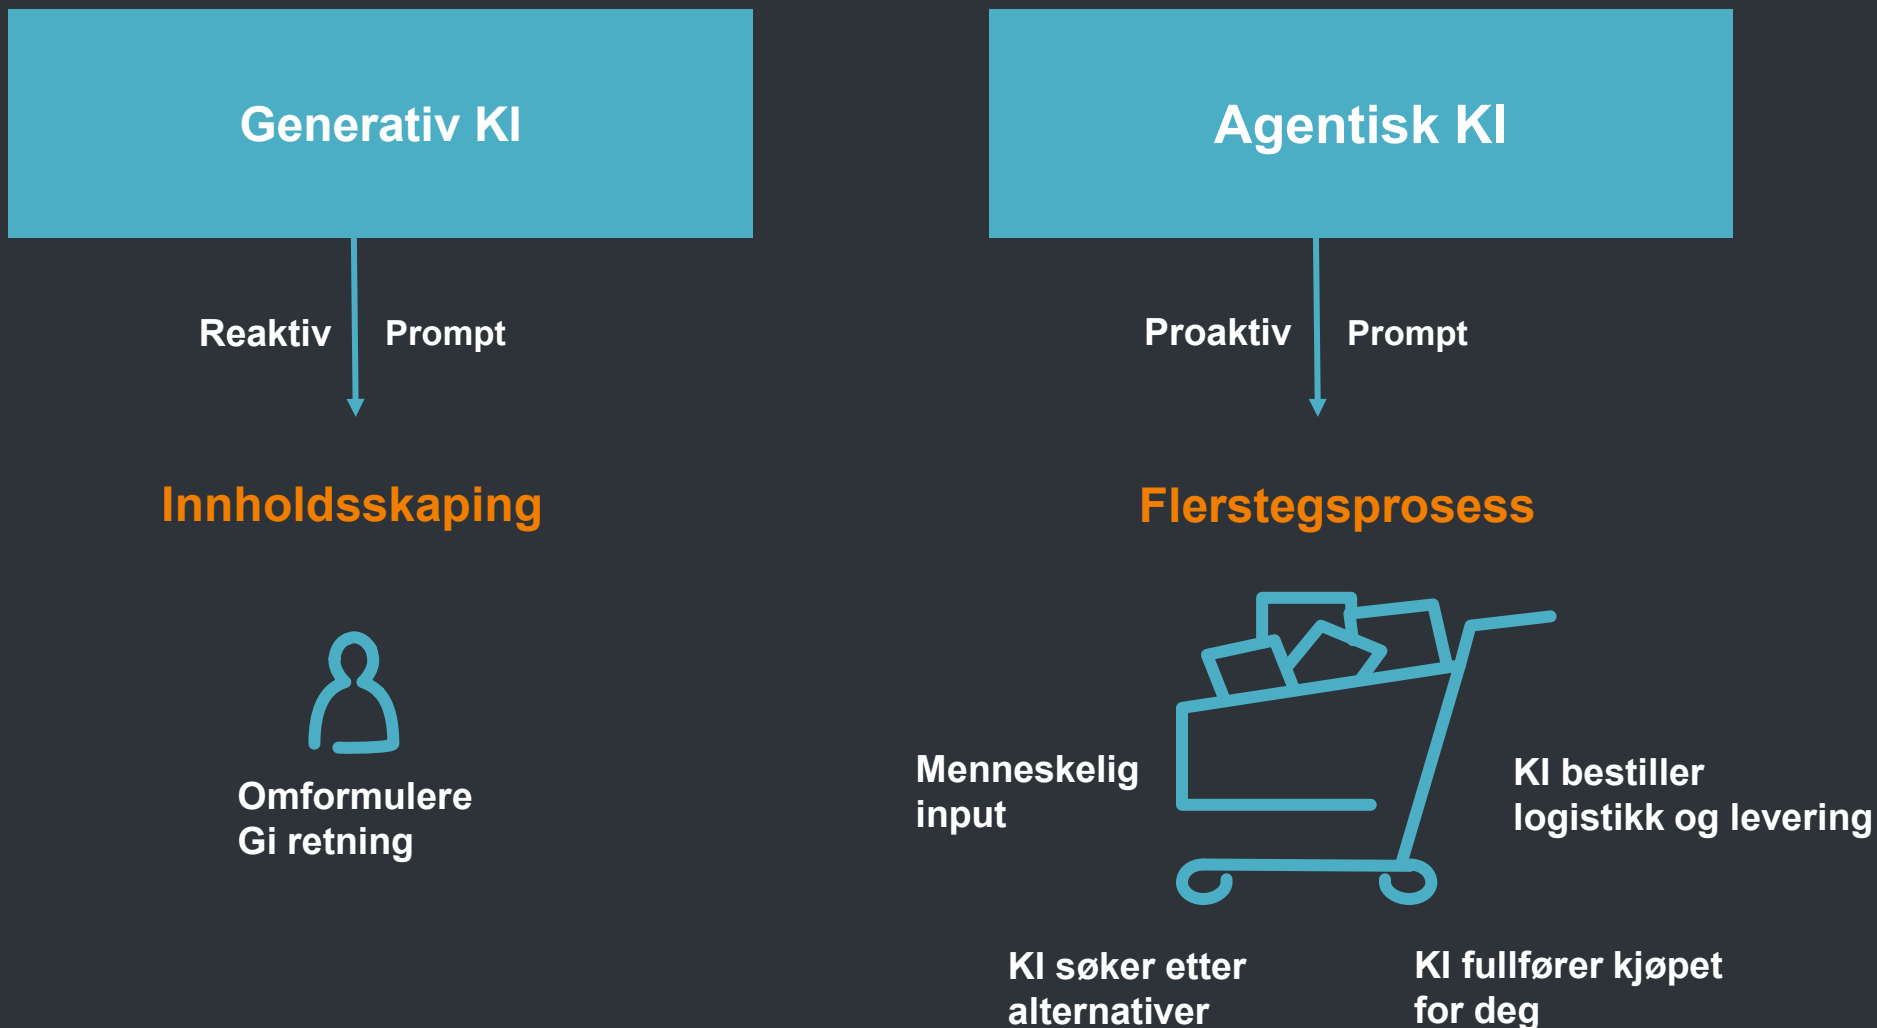 Generativ KI
Reaktiv
Prompt
Innholdsskaping
Omformulere
Gi retning
Agentisk KI
Proaktiv
Prompt
Flerstegsprosess
Menneskelig
input
KI søker etter
alternativer
KI fullfører kjøpet
for deg
KI bestiller
logistikk og levering